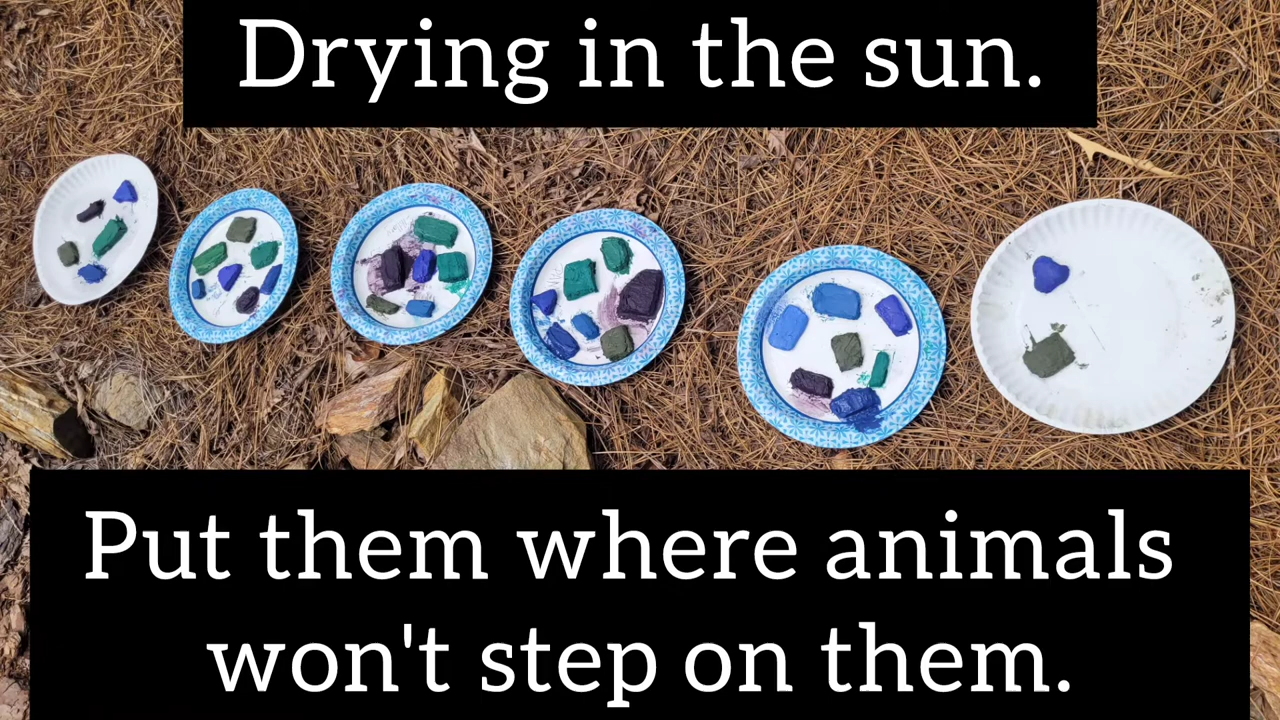 Drying in the sun.
Put them where animals
won't step on them.